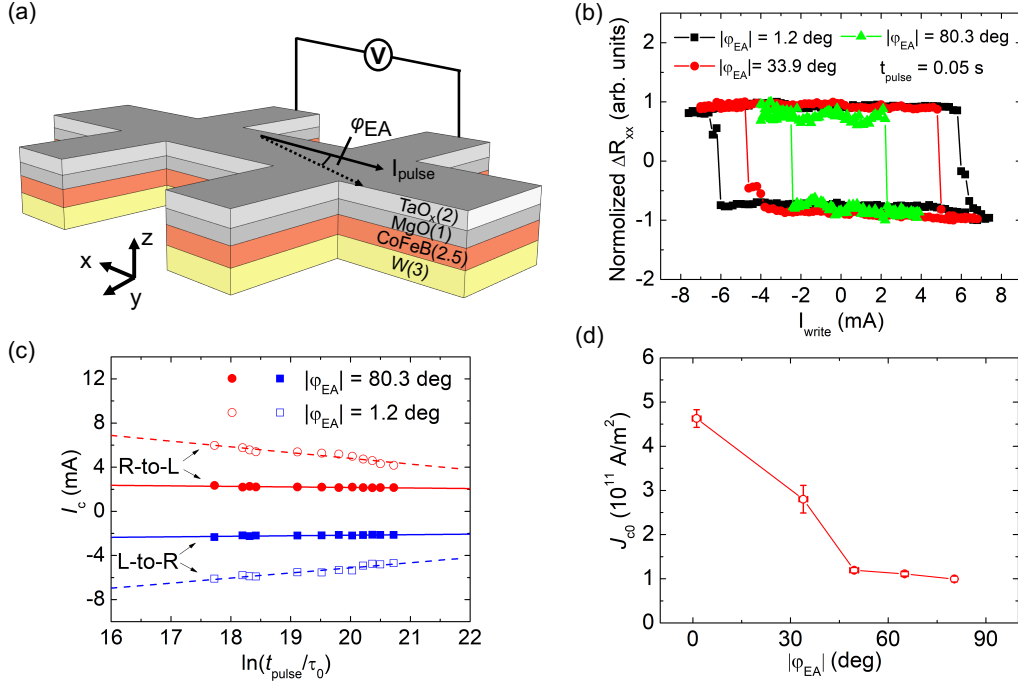 (a)
V
φEA
Ipulse
TaOx(2)
MgO(1)
CoFeB(2.5)
W(3)
z
x
y
(b)
Normalized ΔRxx (arb. units)
2
1
0
-1
-2
|φEA| = 1.2 deg
|φEA| = 80.3 deg
|φEA|= 33.9 deg
tpulse = 0.05 s
-8 -6 -4 -2 0 2 4 6 8
Iwrite (mA)
(c)
Ic (mA)
12
8
4
0
-4
-8
|φEA| = 80.3 deg
|φEA| = 1.2 deg
R-to-L
L-to-R
16 17 18 19 20 21 22
ln(tpulse/τ0)
(d)
Jc0 (10^11 A/m^2)
6
5
4
3
2
1
0
0 30 60 90
|φEA| (deg)